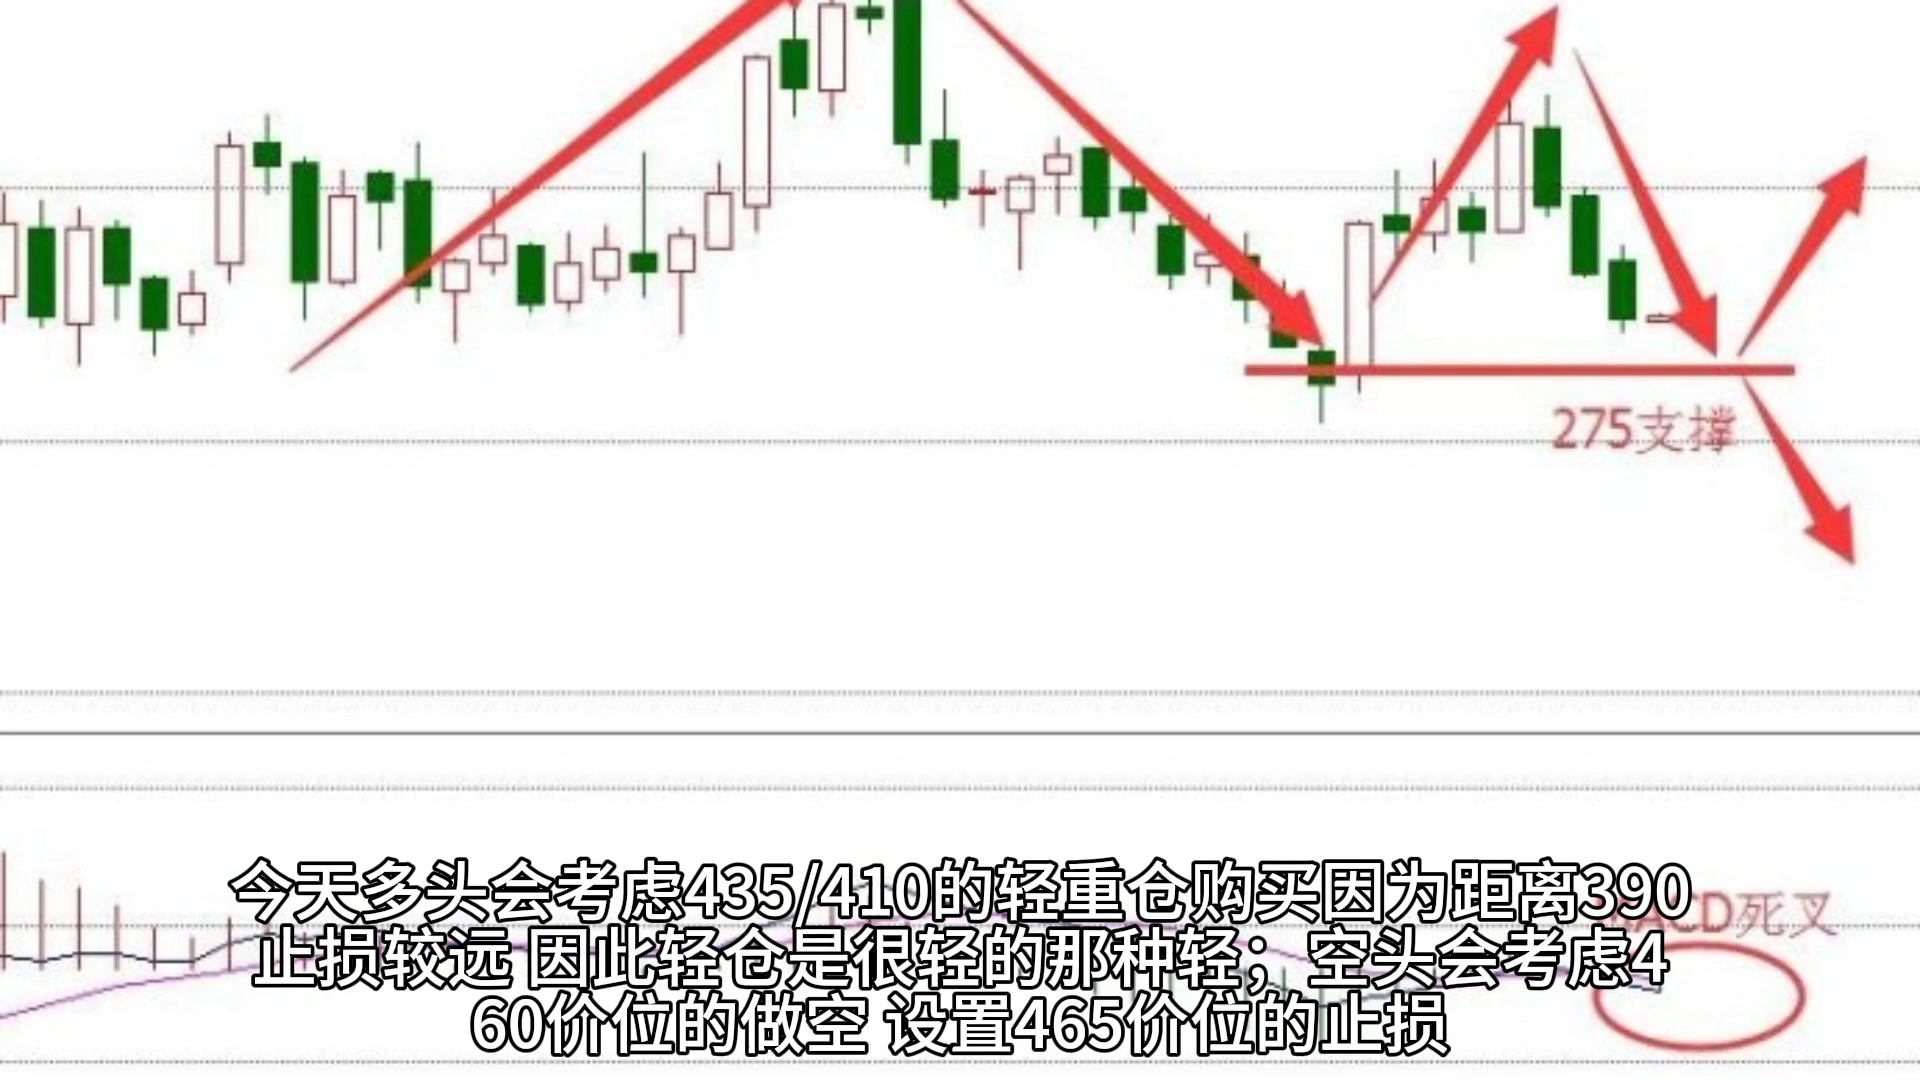 275支撑
MACD死叉
今天多头会考虑435/410的轻重仓购买因为距离390
止损较远 因此轻仓是很轻的那种轻；空头会考虑4
60价位的做空 设置465价位的止损